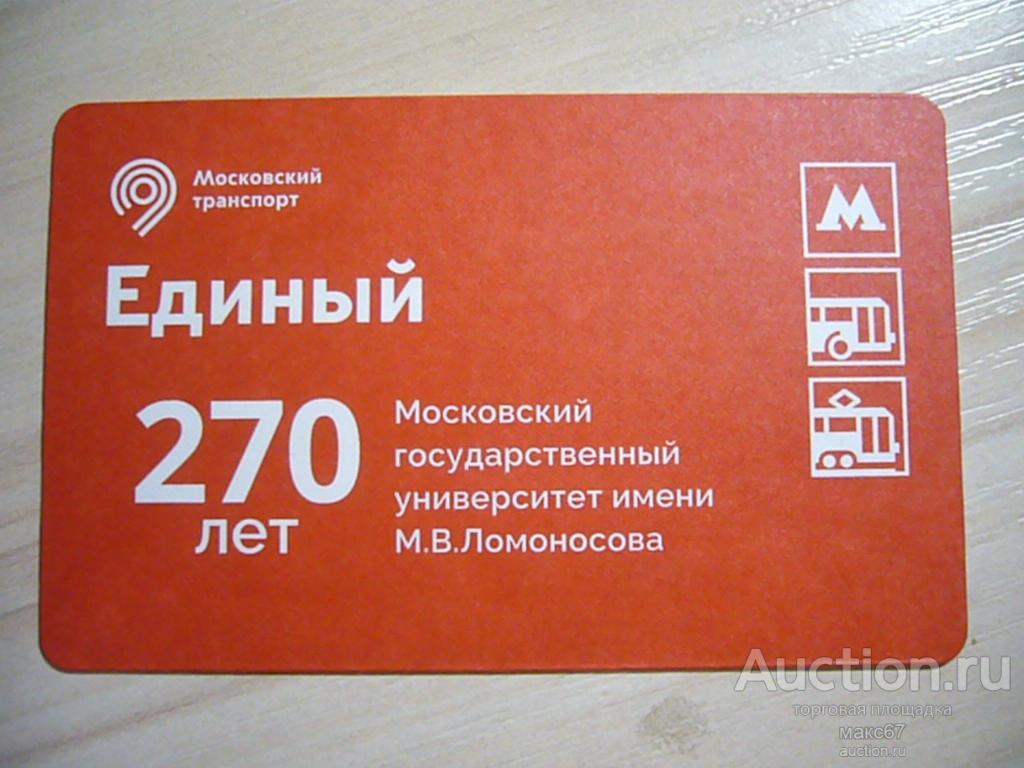 Московский
транспорт
Единый
М
270
лет
Московский
государственный
университет имени
М.В.Ломоносова
Auction.ru
торговая площадка
макс67
auction.ru